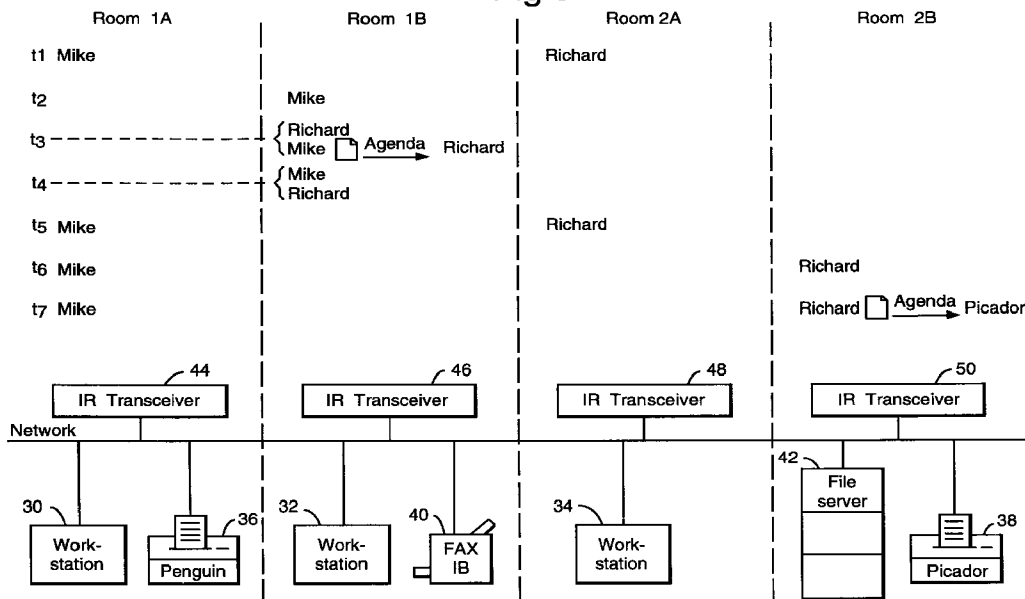 Room 1A Room 1B Room 2A Room 2B
t1 Mike Richard
t2 Mike
t3 Richard
Mike Agenda Richard
t4 Mike
Richard
t5 Mike Richard
t6 Mike Richard
t7 Mike Richard Agenda Picador
44 46 48 50
IR Transceiver IR Transceiver IR Transceiver IR Transceiver
Network
30 36 32 40 34 42 38
Work-
station
Penguin
Work-
station
FAX
IB
Work-
station
File
server
Picador